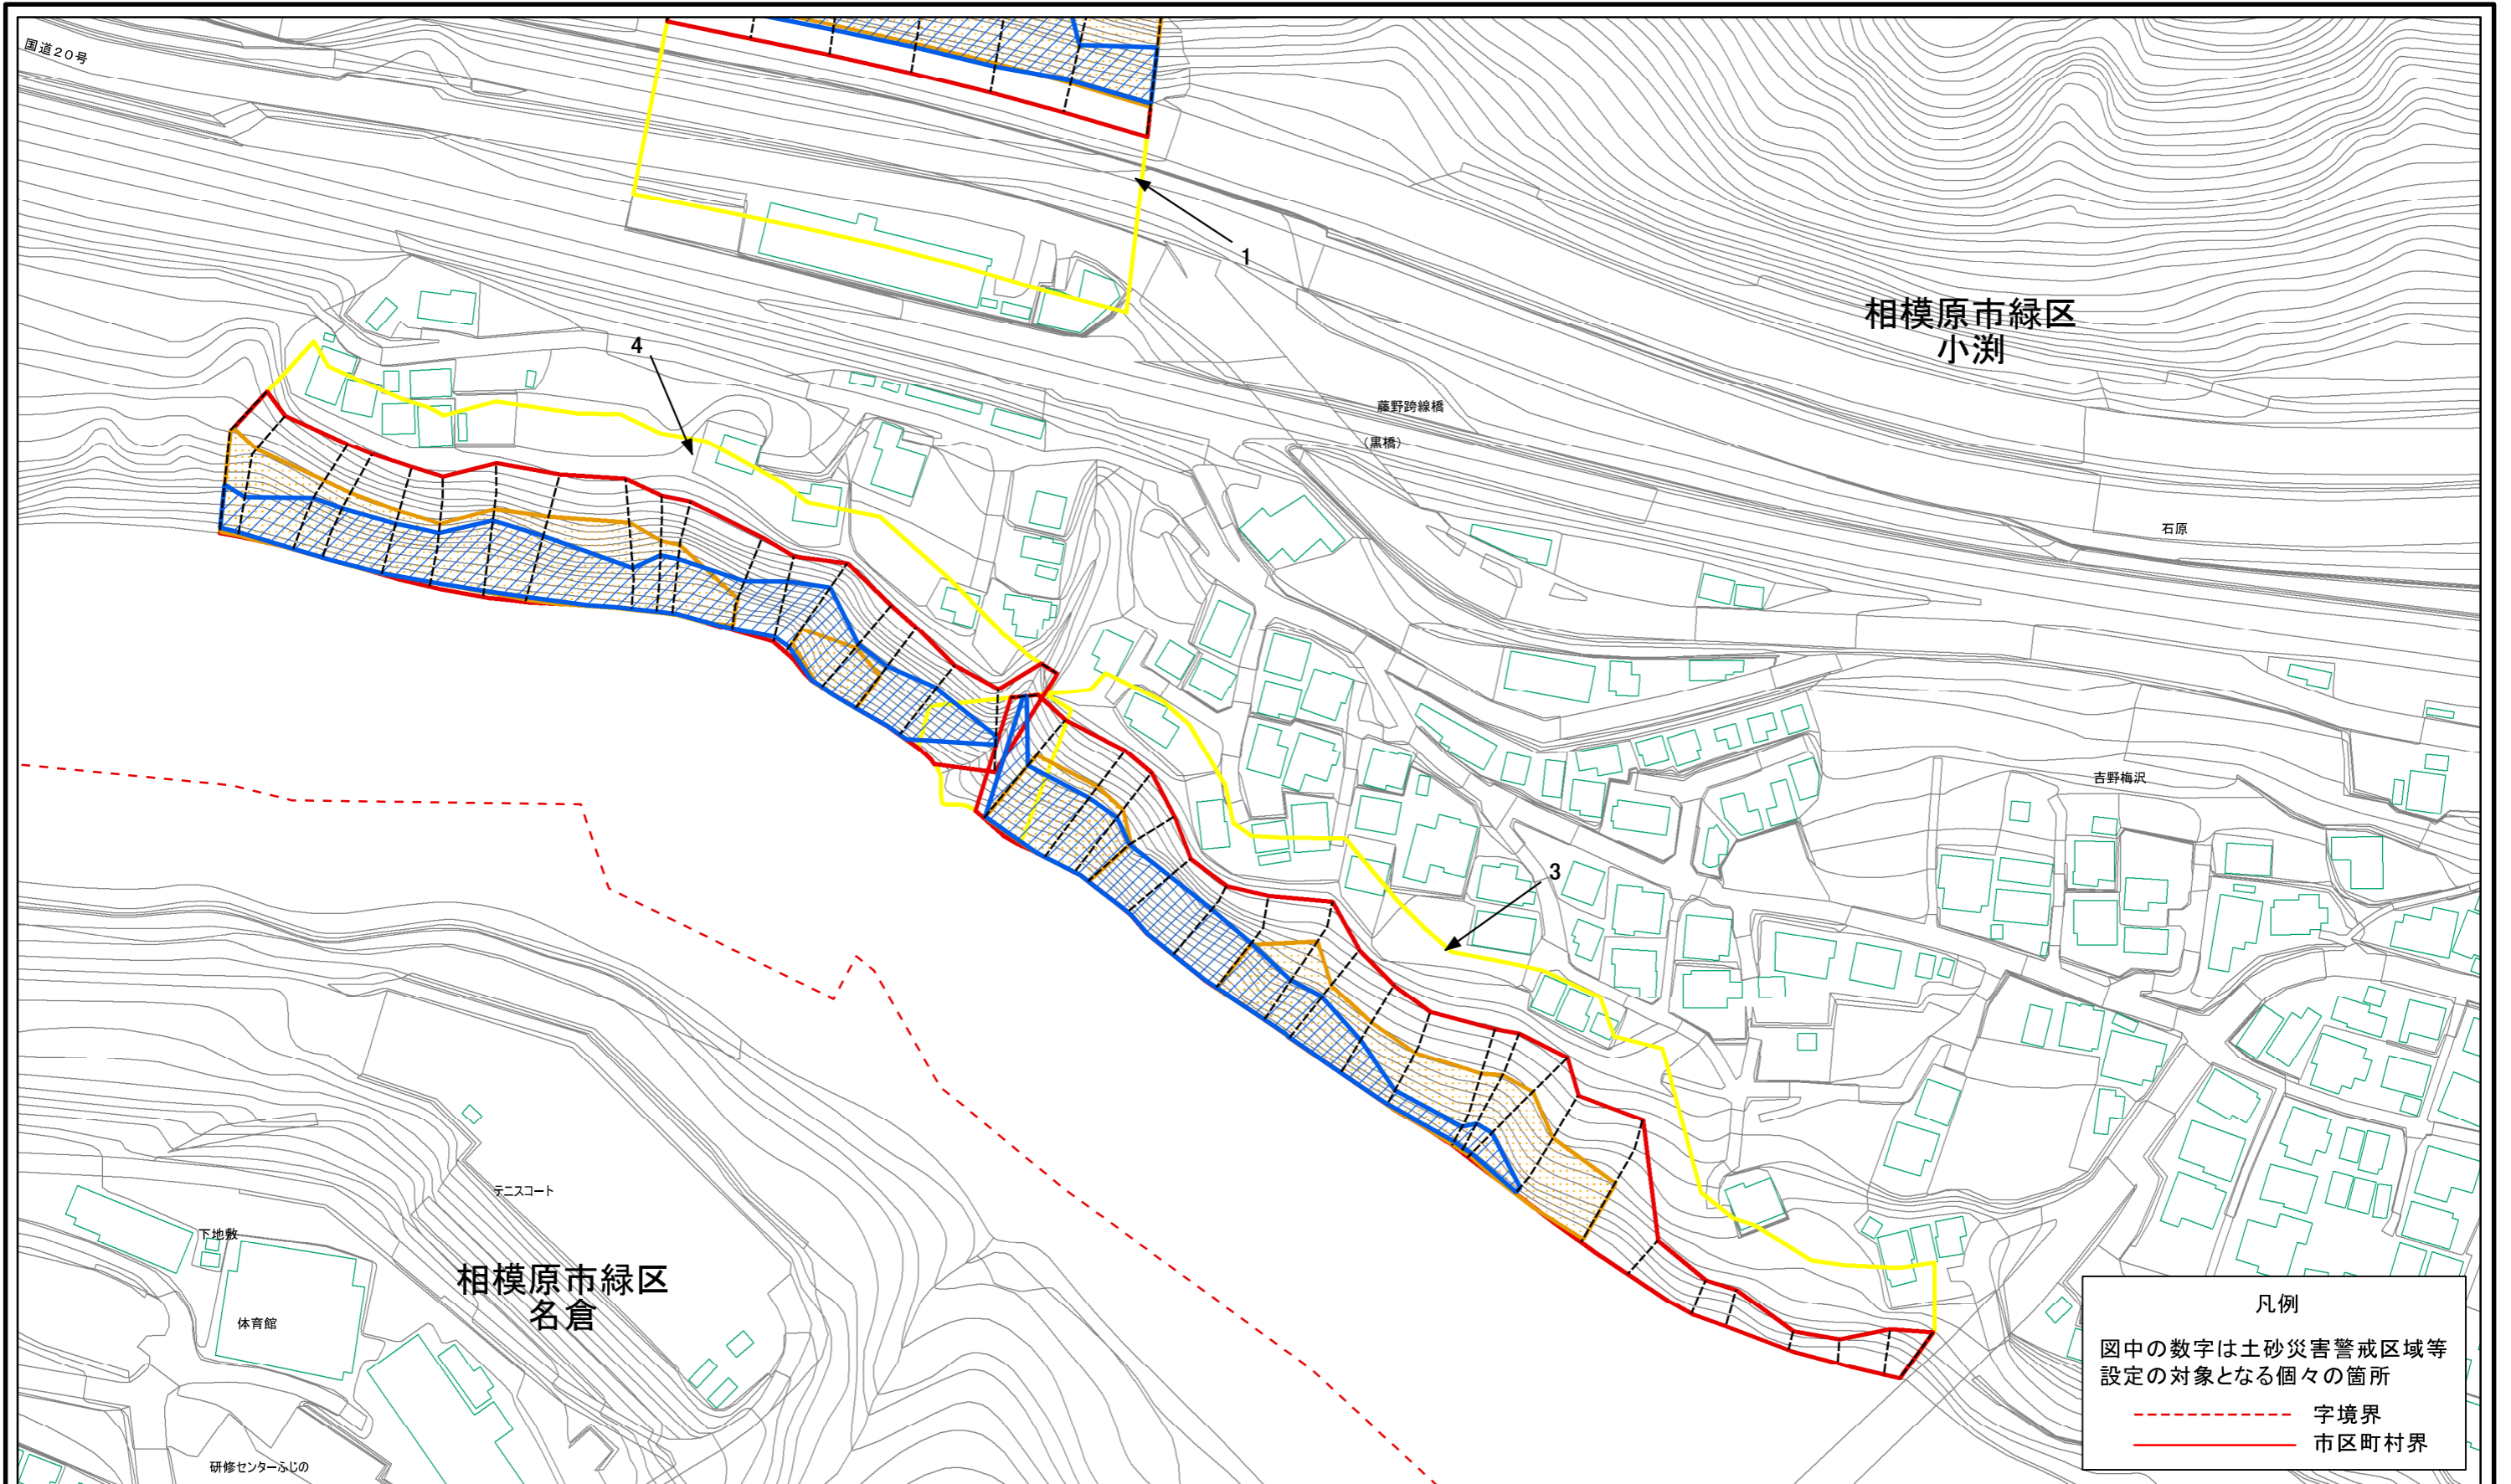 国道20号
1
相模原市緑区
小渕
4
藤野跨線橋
(黒橋)
石原
吉野梅沢
3
テニスコート
下地敷
相模原市緑区
名倉
体育館
研修センターふじの
凡例
図中の数字は土砂災害警戒区域等
設定の対象となる個々の箇所
字境界
市区町村界